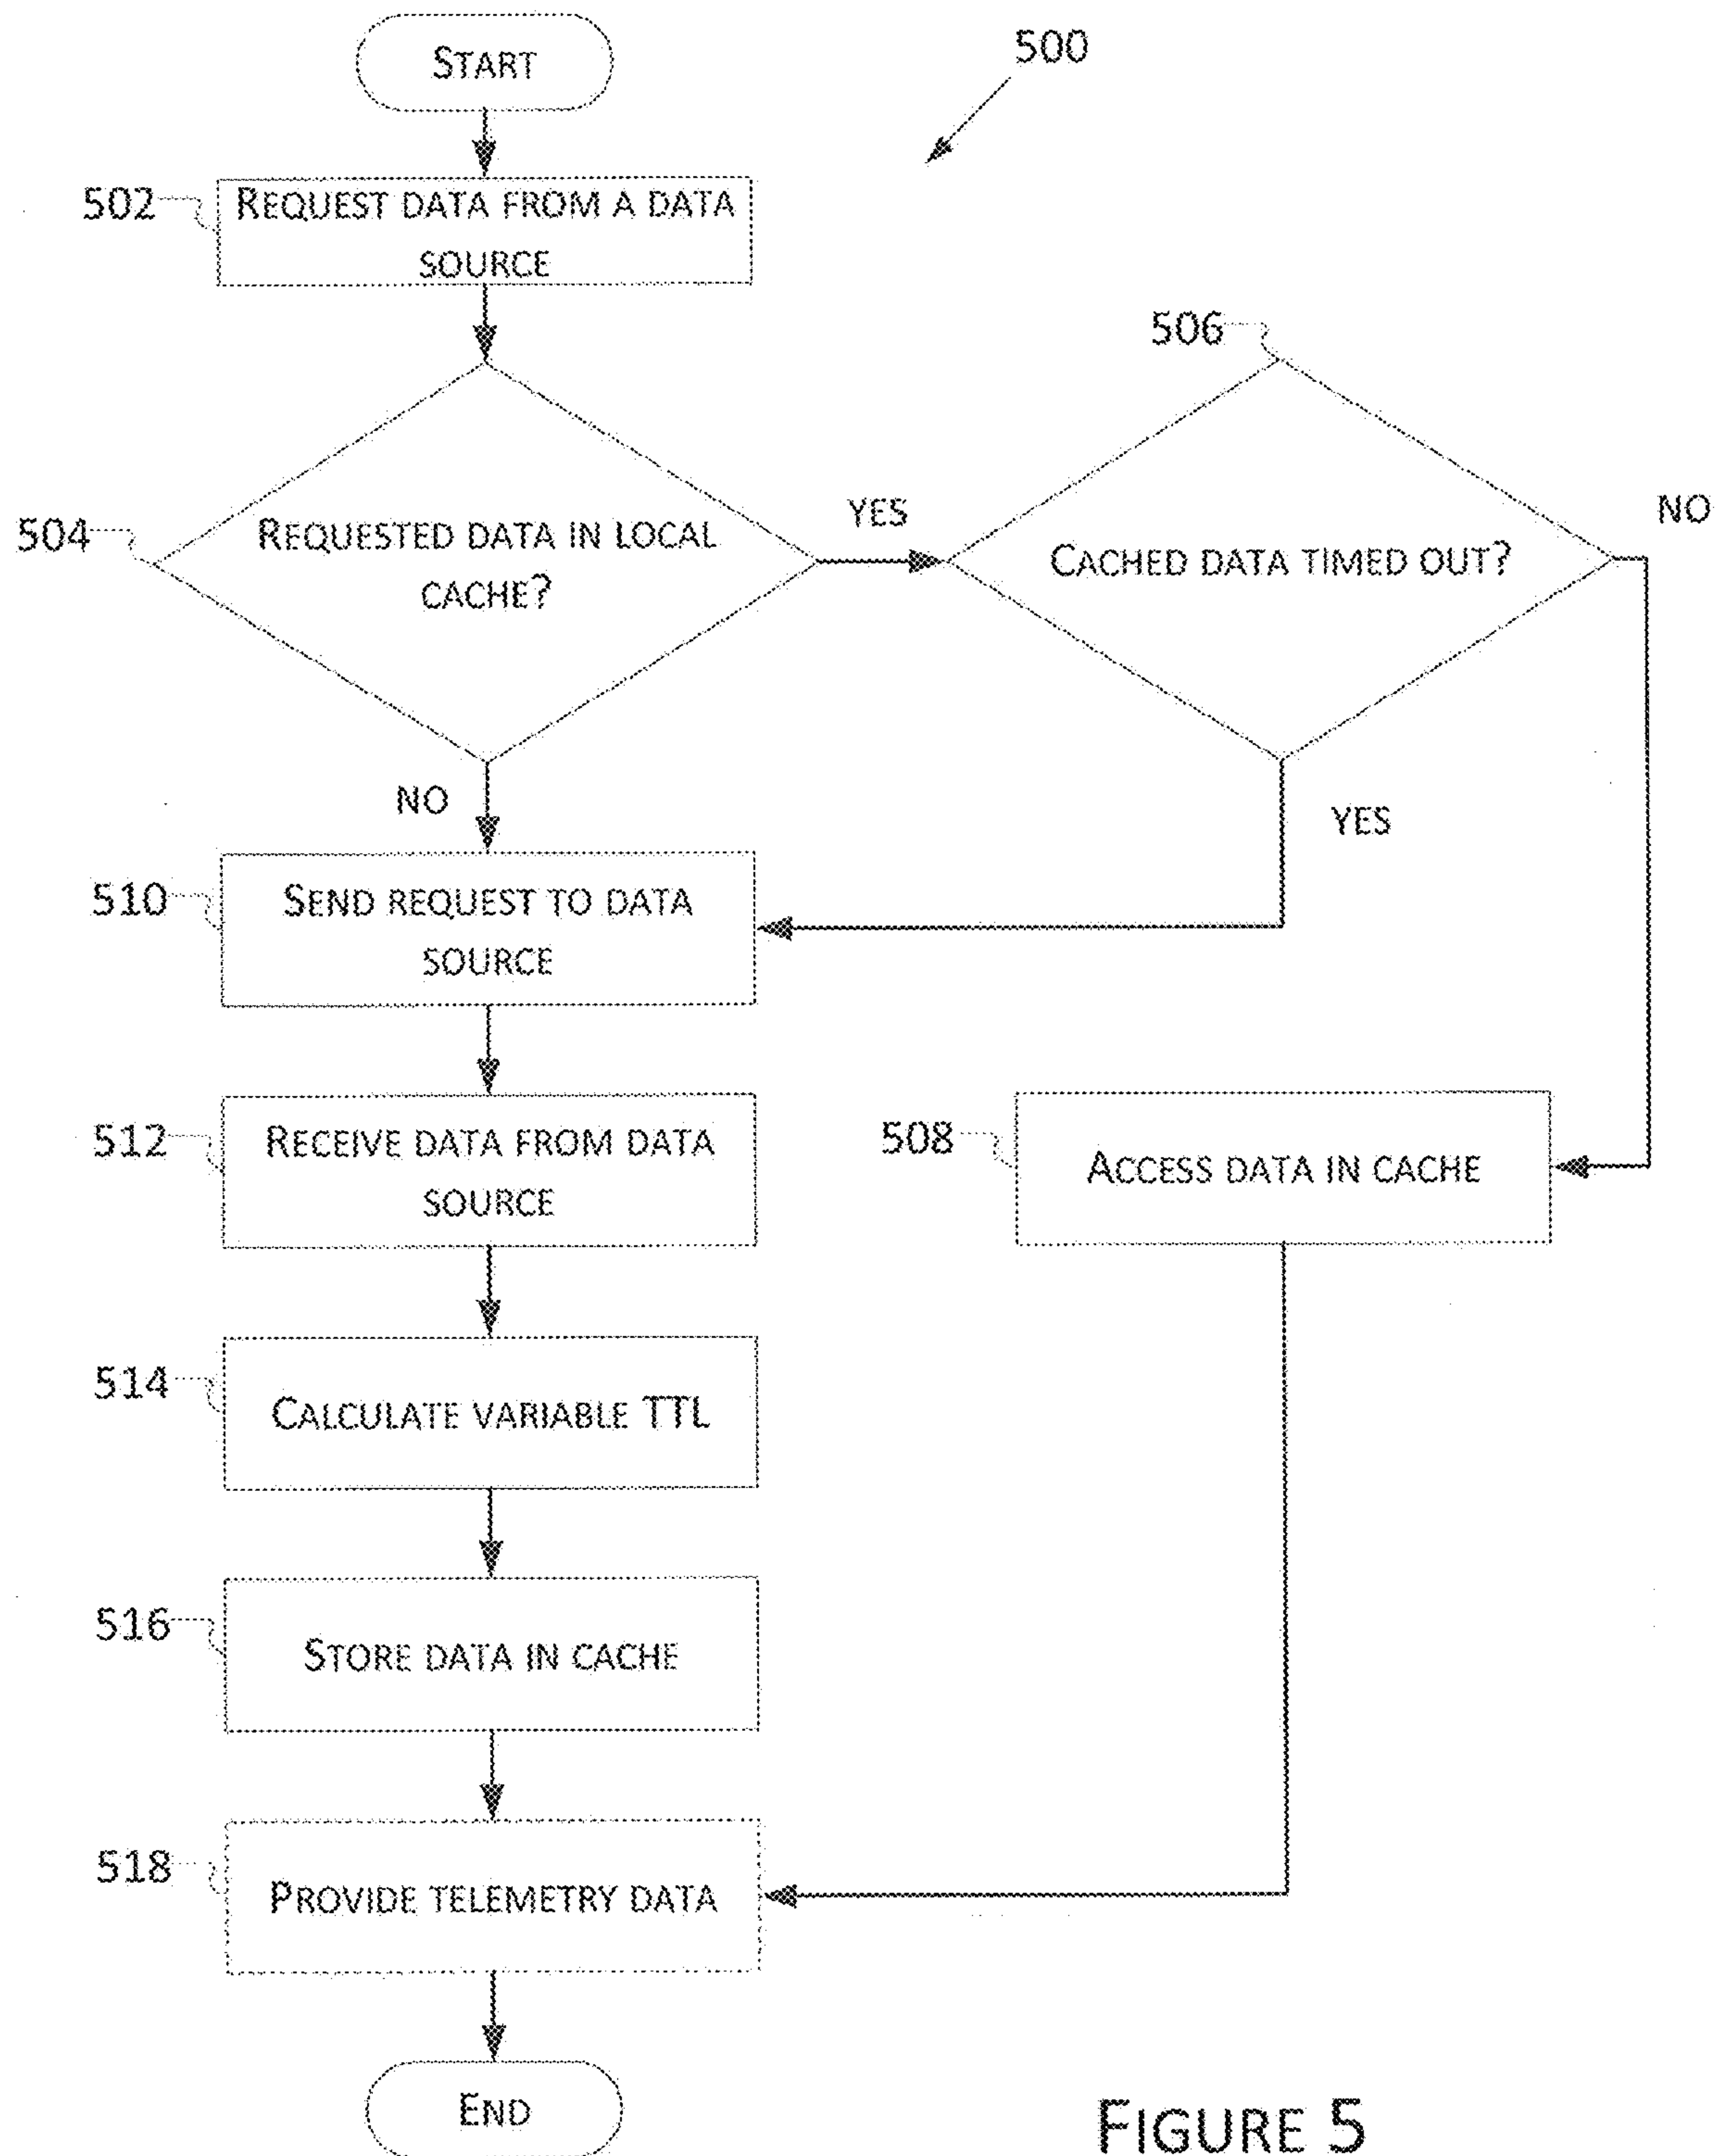 START
500
502
REQUEST DATA FROM A DATA
SOURCE
506
504
REQUESTED DATA IN LOCAL
CACHE?
YES
CACHED DATA TIMED OUT?
NO
NO
YES
510
SEND REQUEST TO DATA
SOURCE
512
RECEIVE DATA FROM DATA
SOURCE
508
ACCESS DATA IN CACHE
514
CALCULATE VARIABLE TTL
516
STORE DATA IN CACHE
518
PROVIDE TELEMETRY DATA
END
FIGURE 5